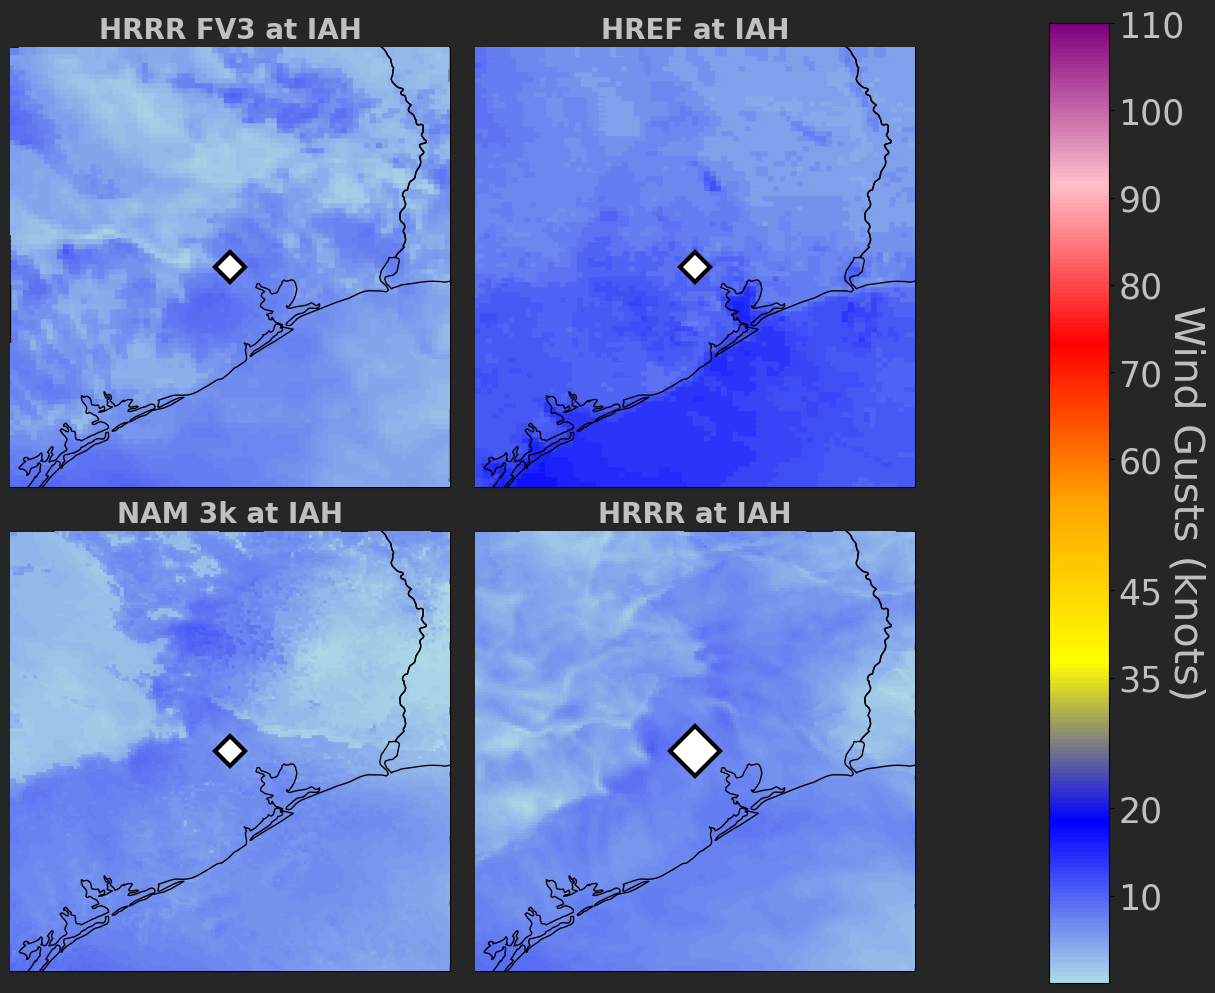 HRRR FV3 at IAH
HREF at IAH
NAM 3k at IAH
HRRR at IAH
110
100
90
80
70
60
45
35
20
10
Wind Gusts (knots)